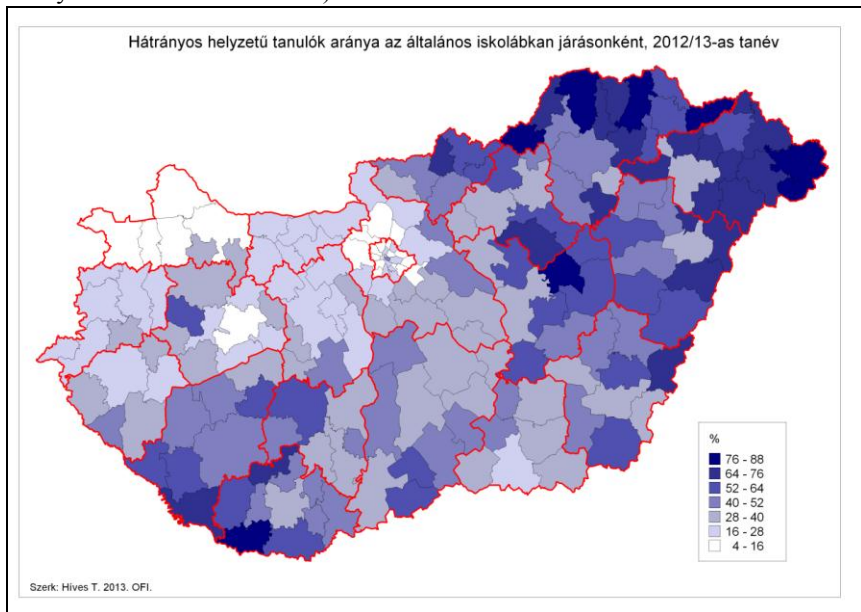 Hátrányos helyzetű tanulók aránya az általános iskolábkan járásonként, 2012/13-as tanév
%
76 - 88
64 - 76
52 - 64
40 - 52
28 - 40
16 - 28
4 - 16
Szerk: Híves T. 2013. OFI.